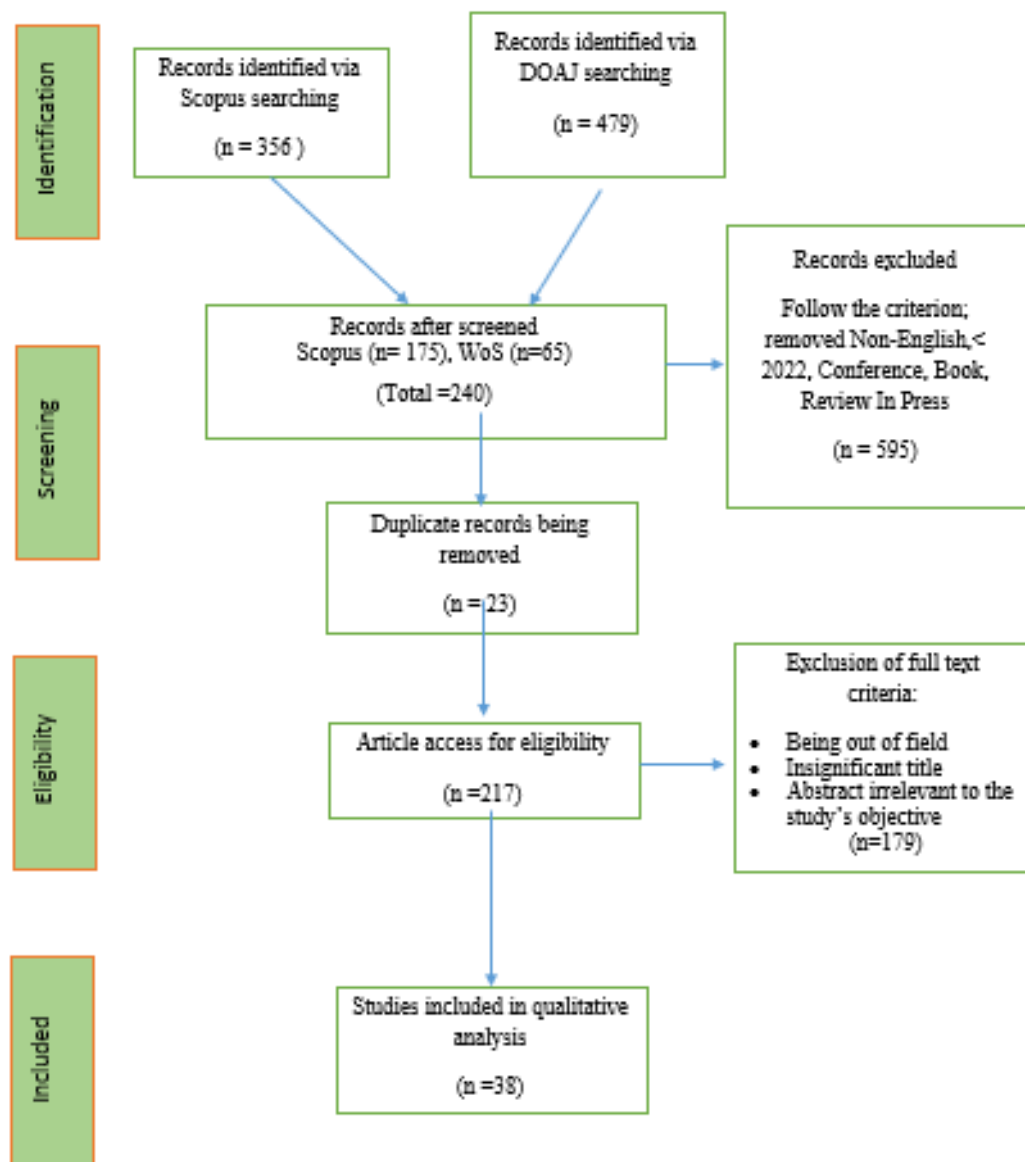 Identification
Records identified via
Scopus searching
(n = 356 )
Records identified via
DOAJ searching
(n = 479)
Screening
Records after screened
Scopus (n= 175), WoS (n=65)
(Total =240)
Records excluded
Follow the criterion;
removed Non-English,<
2022, Conference, Book,
Review In Press
(n = 595)
Duplicate records being
removed
(n = 23)
Eligibility
Article access for eligibility
(n =217)
Exclusion of full text
criteria:
• Being out of field
• Insignificant title
• Abstract irrelevant to the
study's objective
(n=179)
Included
Studies included in qualitative
analysis
(n =38)